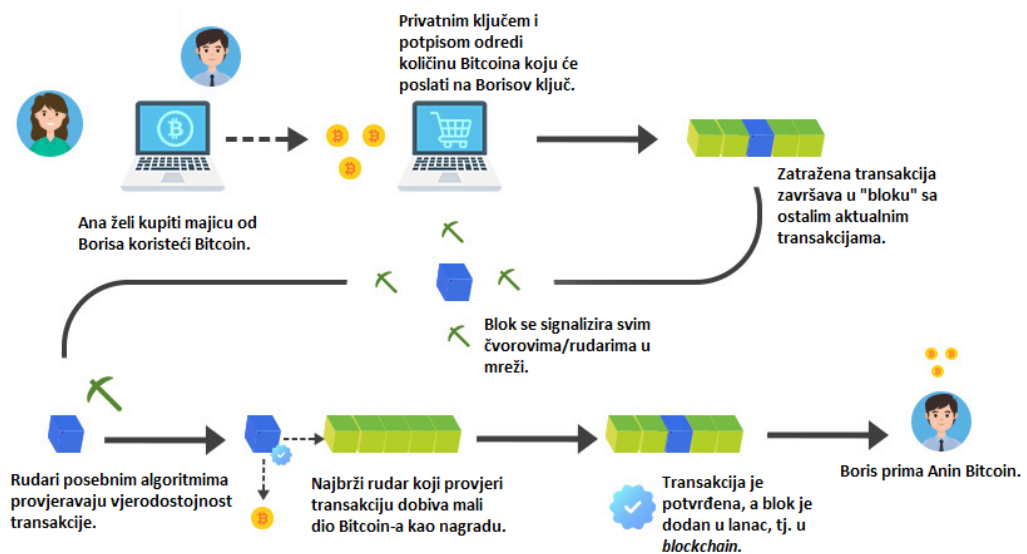 Privatnim ključem i
potpisom odredi
količinu Bitcoina koju će
poslati na Borisov ključ.
Ana želi kupiti majicu od
Borisa koristeći Bitcoin.
Zatražena transakcija
završava u "bloku" sa
ostalim aktualnim
transakcijama.
Blok se signalizira svim
čvorovima/rudarima u
mreži.
Rudari posebnim algoritmima
provjeravaju vjerodostojnost
transakcije.
Najbrži rudar koji provjeri
transakciju dobiva mali
dio Bitcoin-a kao nagradu.
Transakcija je
potvrđena, a blok je
dodan u lanac, tj. u
blockchain.
Boris prima Anin Bitcoin.